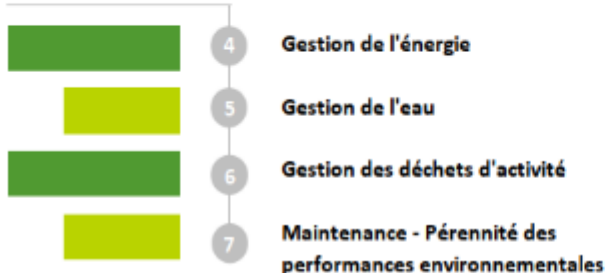 4 Gestion de l'énergie
5 Gestion de l'eau
6 Gestion des déchets d'activité
7 Maintenance - Pérennité des
performances environnementales